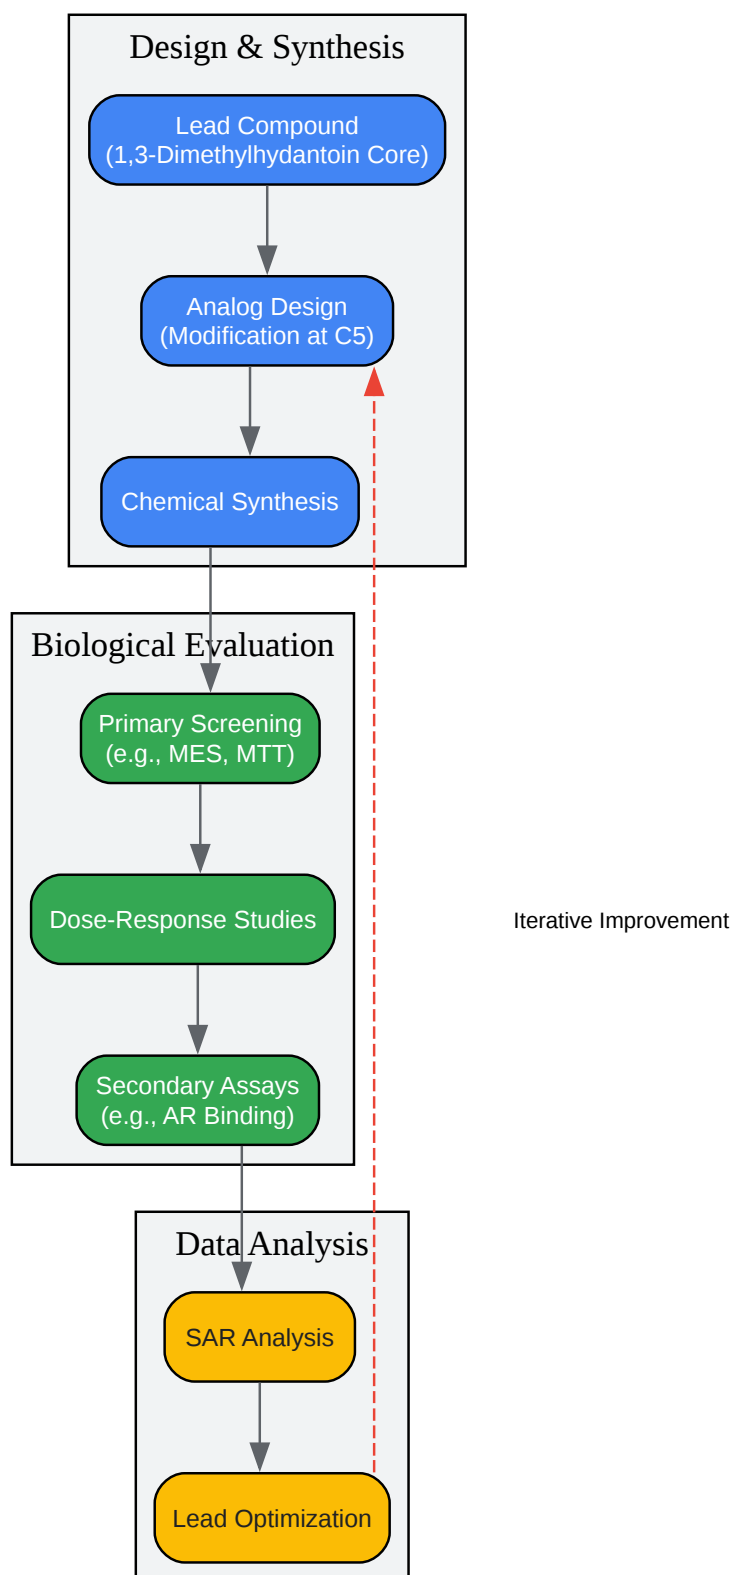 Design & Synthesis
Lead Compound
(1,3-Dimethylhydantoin Core)
Analog Design
(Modification at C5)
Chemical Synthesis
Biological Evaluation
Primary Screening
(e.g., MES, MTT)
Dose-Response Studies
Iterative Improvement
Secondary Assays
(e.g., AR Binding)
Data Analysis
SAR Analysis
Lead Optimization